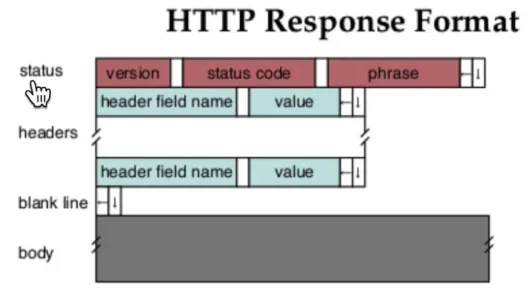 HTTP Response Format
status version status code phrase ←↓
header field name value ←↓
headers
header field name value ←↓
blank line ←↓
body